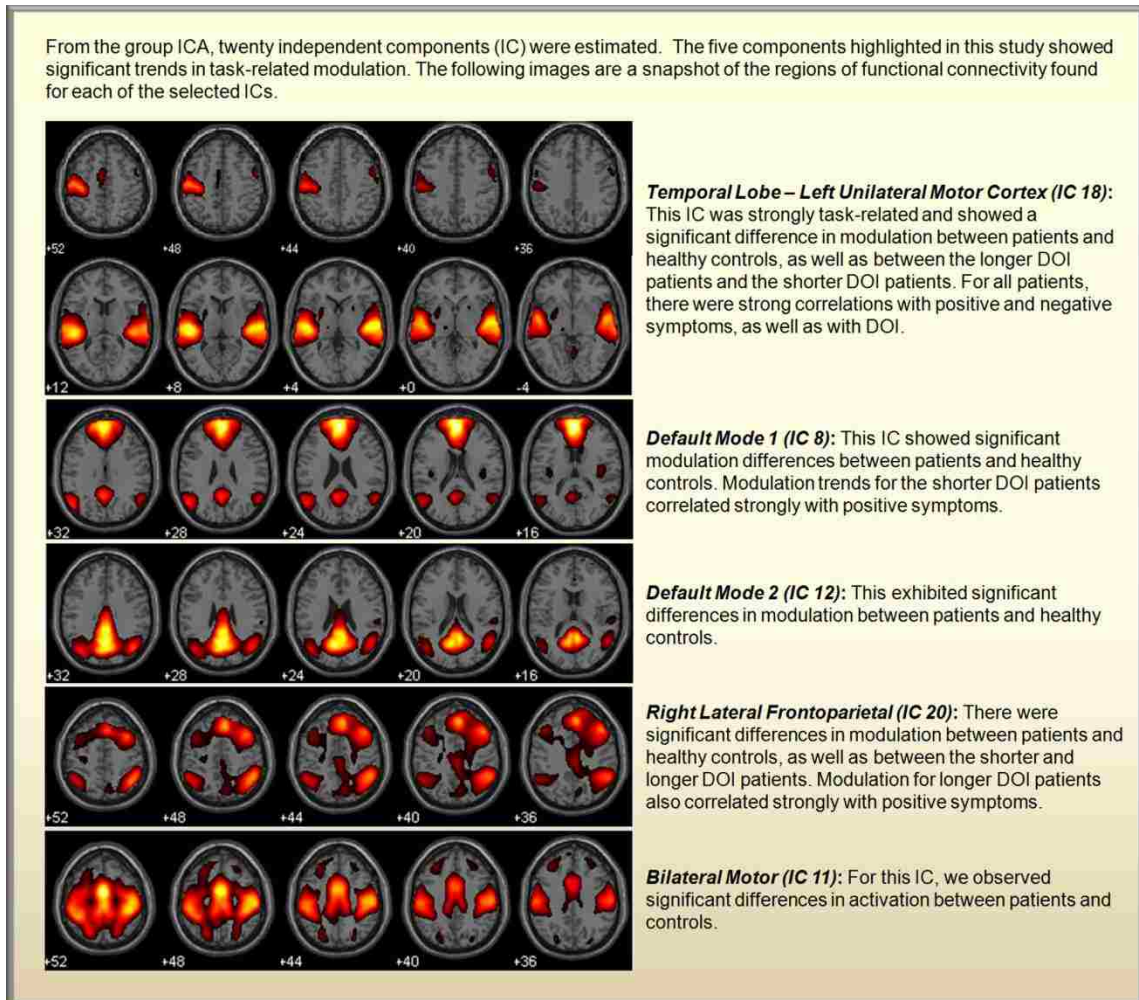 From the group ICA, twenty independent components (IC) were estimated.  The five components highlighted in this study showed
significant trends in task-related modulation. The following images are a snapshot of the regions of functional connectivity found
for each of the selected ICs.
+52 +48 +44 +40 +36
+12 +8 +4 +0 -4
Temporal Lobe – Left Unilateral Motor Cortex (IC 18):
This IC was strongly task-related and showed a
significant difference in modulation between patients and
healthy controls, as well as between the longer DOI
patients and the shorter DOI patients. For all patients,
there were strong correlations with positive and negative
symptoms, as well as with DOI.
+32 +28 +24 +20 +16
Default Mode 1 (IC 8): This IC showed significant
modulation differences between patients and healthy
controls. Modulation trends for the shorter DOI patients
correlated strongly with positive symptoms.
+32 +28 +24 +20 +16
Default Mode 2 (IC 12): This exhibited significant
differences in modulation between patients and healthy
controls.
+52 +48 +44 +40 +36
Right Lateral Frontoparietal (IC 20): There were
significant differences in modulation between patients and
healthy controls, as well as between the shorter and
longer DOI patients. Modulation for longer DOI patients
also correlated strongly with positive symptoms.
+52 +48 +44 +40 +36
Bilateral Motor (IC 11): For this IC, we observed
significant differences in activation between patients and
controls.